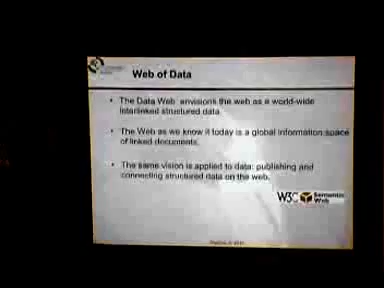 Web of Data
• The Data Web envisions the web as a world-wide
interlinked structured data.
• The Web as we know it today is a global information space
of linked documents.
• The same vision is applied to data: publishing and
connecting structured data on the web.
W3C Semantic
Web